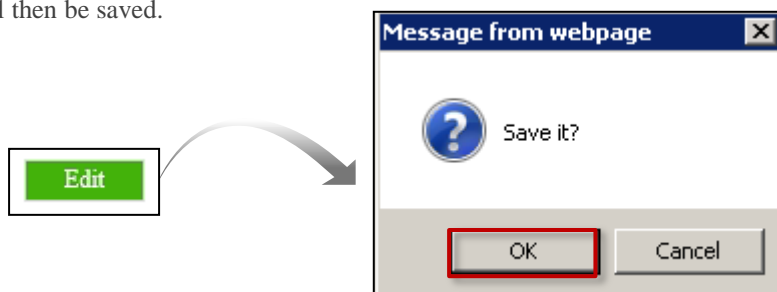 then be saved.
Message from webpage
Save it?
Edit
OK
Cancel